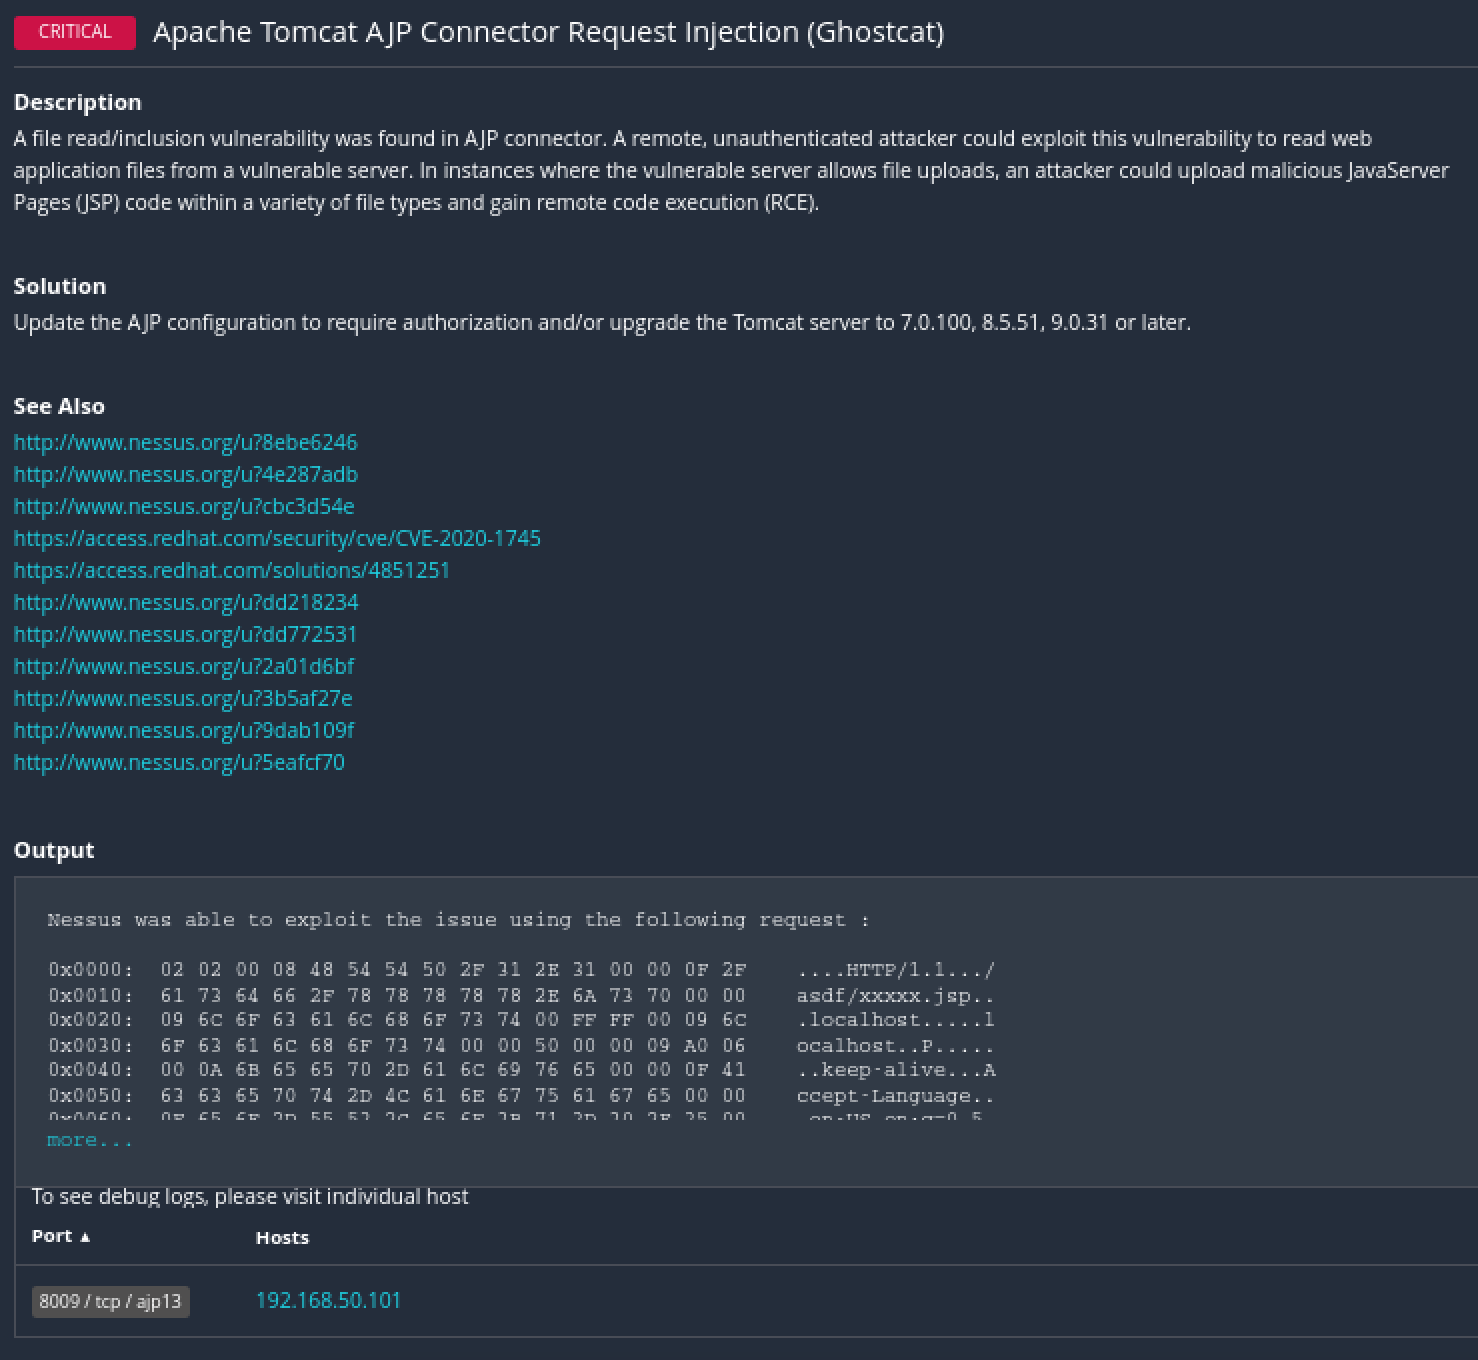 CRITICAL Apache Tomcat AJP Connector Request Injection (Ghostcat)
Description
A file read/inclusion vulnerability was found in AJP connector. A remote, unauthenticated attacker could exploit this vulnerability to read web
application files from a vulnerable server. In instances where the vulnerable server allows file uploads, an attacker could upload malicious JavaServer
Pages (JSP) code within a variety of file types and gain remote code execution (RCE).
Solution
Update the AJP configuration to require authorization and/or upgrade the Tomcat server to 7.0.100, 8.5.51, 9.0.31 or later.
See Also
http://www.nessus.org/u?8ebe6246
http://www.nessus.org/u?4e287adb
http://www.nessus.org/u?cbc3d54e
https://access.redhat.com/security/cve/CVE-2020-1745
https://access.redhat.com/solutions/4851251
http://www.nessus.org/u?dd218234
http://www.nessus.org/u?dd772531
http://www.nessus.org/u?2a01d6bf
http://www.nessus.org/u?3b5af27e
http://www.nessus.org/u?9dab109f
http://www.nessus.org/u?5eafcf70
Output
Nessus was able to exploit the issue using the following request :
0x0000: 02 02 00 08 48 54 54 50 2F 31 2E 31 00 00 0F 2F ....HTTP/1.1.../
0x0010: 61 73 64 66 2F 78 78 78 78 78 2E 6A 73 70 00 00 asdf/xxxxx.jsp..
0x0020: 09 6C 6F 63 61 6C 68 6F 73 74 00 FF FF 00 09 6C .localhost.....l
0x0030: 6F 63 61 6C 68 6F 73 74 00 00 50 00 00 09 A0 06 ocalhost..P.....
0x0040: 00 0A 6B 65 65 70 2D 61 6C 69 76 65 00 00 0F 41 ..keep-alive...A
0x0050: 63 63 65 70 74 2D 4C 61 6E 67 75 61 67 65 00 00 ccept-Language..
more...
To see debug logs, please visit individual host
Port ▲ Hosts
8009 / tcp / ajp13 192.168.50.101